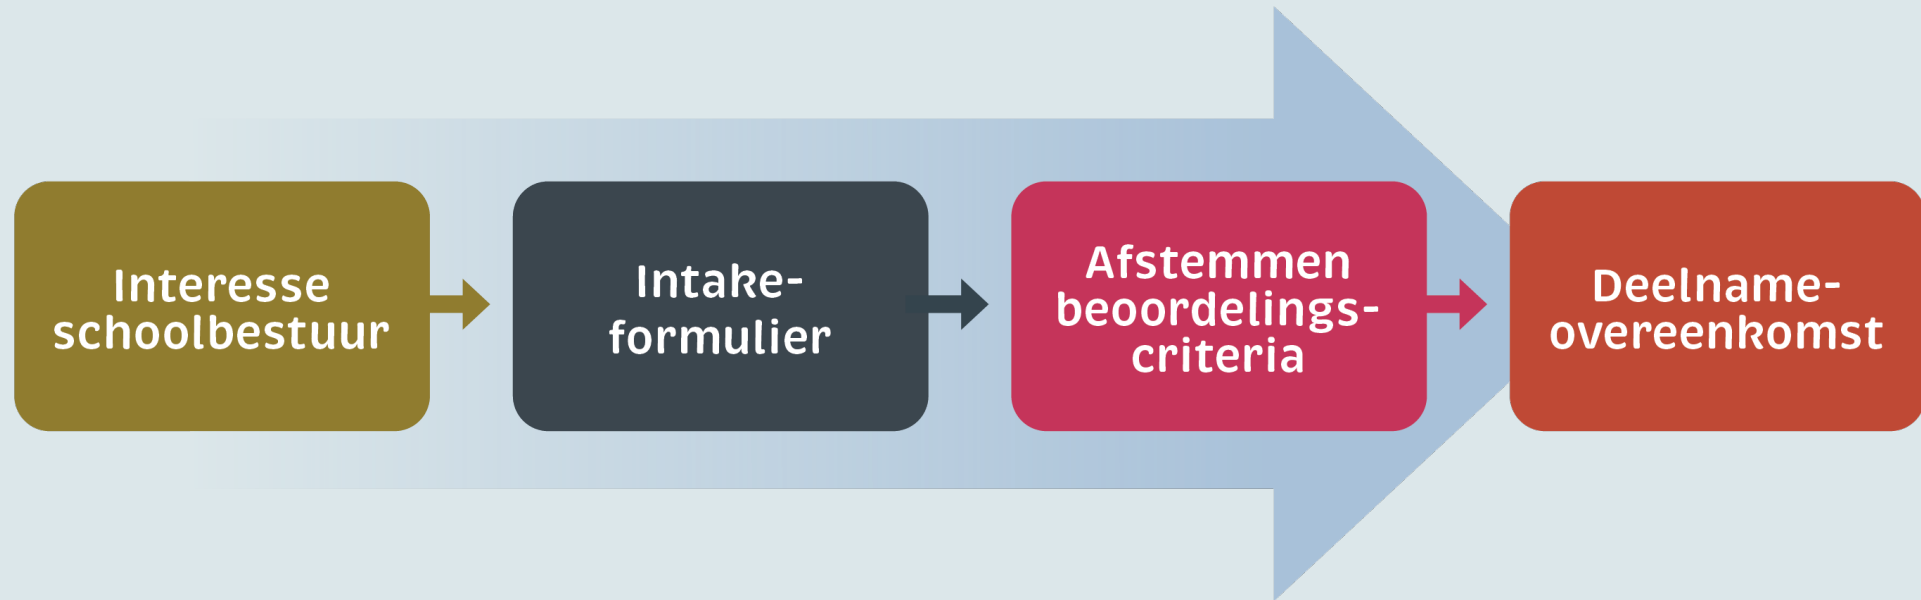 Interesse
schoolbestuur
Intake-
formulier
Afstemmen
beoordelings-
criteria
Deelname-
overeenkomst